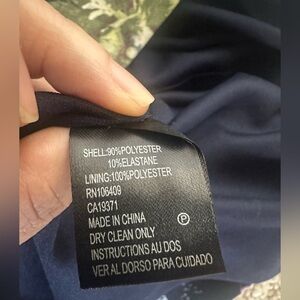 SHELL:90%POLYESTER
10%ELASTANE
LINING:100%POLYESTER
RN106409
CA19371
MADE IN CHINA
DRY CLEAN ONLY
INSTRUCTIONS AU DOS
VER AL DORSO PARA CUIDADO
P